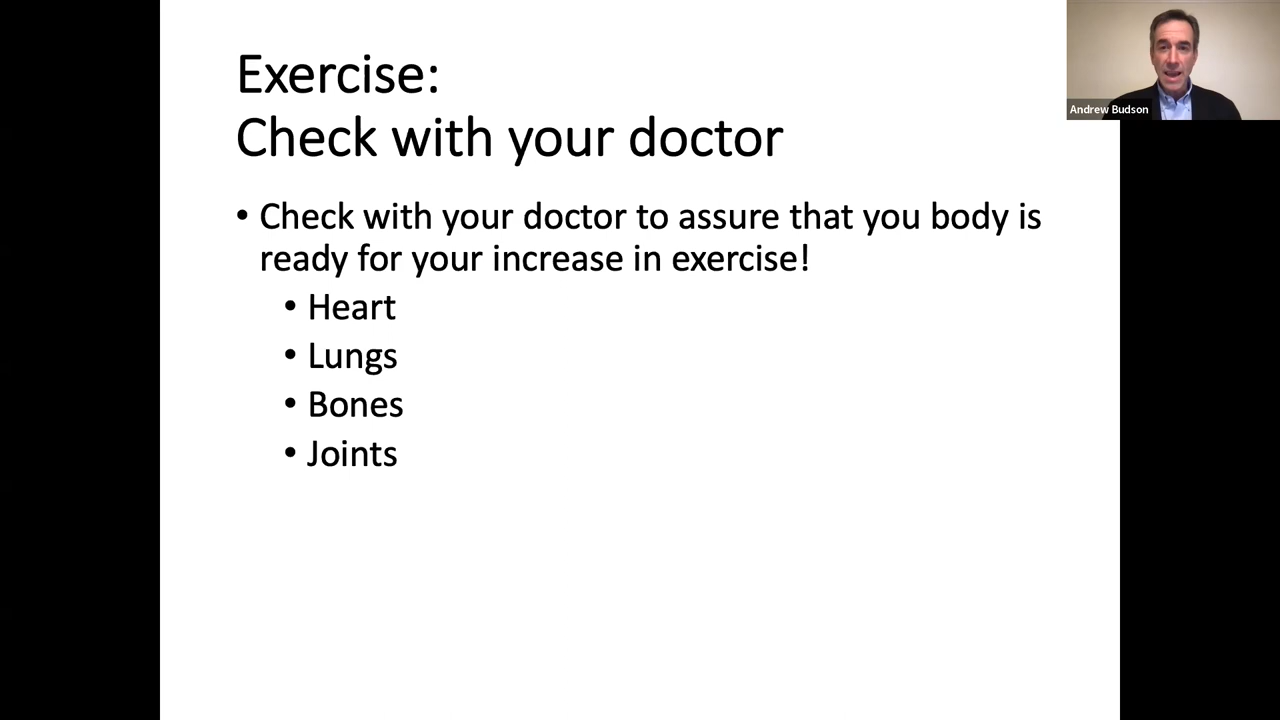 Exercise:
Check with your doctor
• Check with your doctor to assure that you body is
ready for your increase in exercise!
• Heart
• Lungs
• Bones
• Joints
Andrew Budson